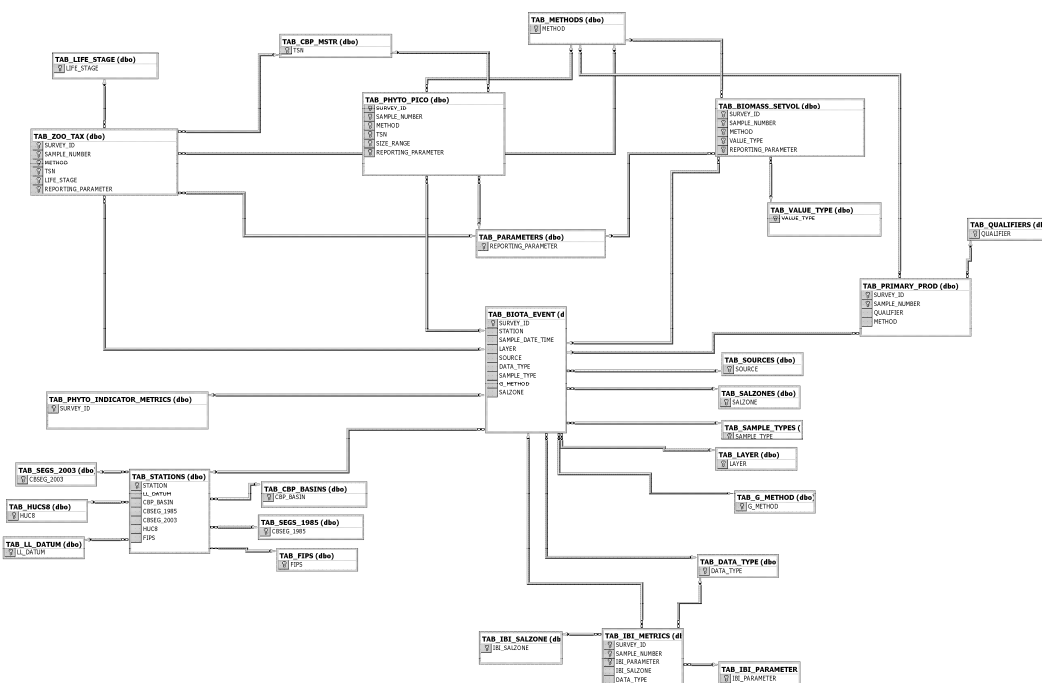 TAB_METHODS (dbo)
METHOD
TAB_CBP_MSTR (dbo)
TSN
TAB_LIFE_STAGE (dbo)
LIFE_STAGE
TAB_PHYTO_PICO (dbo)
SURVEY_ID
SAMPLE_NUMBER
METHOD
TSN
SIZE_RANGE
REPORTING_PARAMETER
TAB_BIOMASS_SETVOL (dbo)
SURVEY_ID
SAMPLE_NUMBER
METHOD
VALUE_TYPE
REPORTING_PARAMETER
TAB_ZOO_TAX (dbo)
SURVEY_ID
SAMPLE_NUMBER
METHOD
TSN
LIFE_STAGE
REPORTING_PARAMETER
TAB_VALUE_TYPE (dbo)
VALUE_TYPE
TAB_QUALIFIERS (d
QUALIFIER
TAB_PARAMETERS (dbo)
REPORTING_PARAMETER
TAB_PRIMARY_PROD (dbo)
SURVEY_ID
SAMPLE_NUMBER
QUALIFIER
METHOD
TAB_BIOTA_EVENT (d
SURVEY_ID
STATION
SAMPLE_DATE_TIME
LAYER
SOURCE
DATA_TYPE
SAMPLE_TYPE
G_METHOD
SALZONE
TAB_SOURCES (dbo)
SOURCE
TAB_SALZONES (dbo)
SALZONE
TAB_PHYTO_INDICATOR_METRICS (dbo)
SURVEY_ID
TAB_SAMPLE_TYPES (
SAMPLE_TYPE
TAB_LAYER (dbo)
LAYER
TAB_SEGS_2003 (dbo)
CBSEG_2003
TAB_STATIONS (dbo)
STATION
LL_DATUM
CBP_BASIN
CBSEG_1985
CBSEG_2003
HUC8
FIPS
TAB_CBP_BASINS (dbo)
CBP_BASIN
TAB_G_METHOD (dbo)
G_METHOD
TAB_HUCS8 (dbo)
HUC8
TAB_SEGS_1985 (dbo)
CBSEG_1985
TAB_LL_DATUM (dbo)
LL_DATUM
TAB_FIPS (dbo)
FIPS
TAB_DATA_TYPE (dbo
DATA_TYPE
TAB_IBI_SALZONE (db
IBI_SALZONE
TAB_IBI_METRICS (d
SURVEY_ID
SAMPLE_NUMBER
IBI_PARAMETER
IBI_SALZONE
DATA_TYPE
TAB_IBI_PARAMETER
IBI_PARAMETER